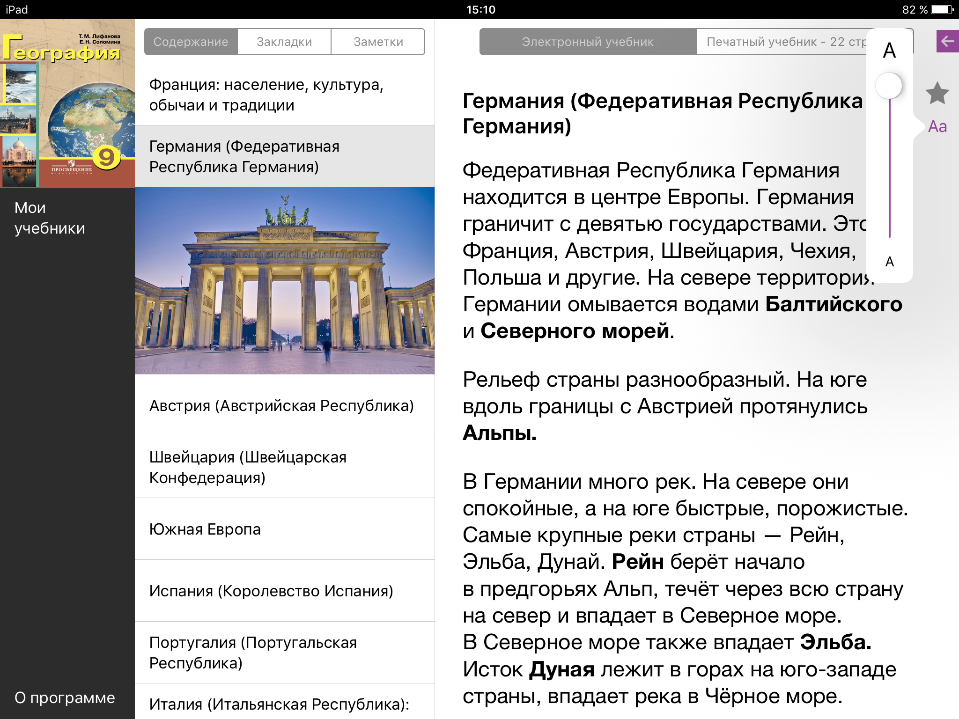 iPad
15:10
82 %
Т. М. Лифанова
Е. Н. Соломина
География
9
ПРОСВЕЩЕНИЕ
Мои
учебники
О программе
Содержание
Закладки
Заметки
Франция: население, культура,
обычаи и традиции
Германия (Федеративная
Республика Германия)
Австрия (Австрийская Республика)
Швейцария (Швейцарская
Конфедерация)
Южная Европа
Испания (Королевство Испания)
Португалия (Португальская
Республика)
Италия (Итальянская Республика):
Электронный учебник
Печатный учебник - 22 стр
A
A
Aa
Германия (Федеративная Республика
Германия)
Федеративная Республика Германия
находится в центре Европы. Германия
граничит с девятью государствами. Это
Франция, Австрия, Швейцария, Чехия,
Польша и другие. На севере территория
Германии омывается водами Балтийского
и Северного морей.
Рельеф страны разнообразный. На юге
вдоль границы с Австрией протянулись
Альпы.
В Германии много рек. На севере они
спокойные, а на юге быстрые, порожистые.
Самые крупные реки страны — Рейн,
Эльба, Дунай. Рейн берёт начало
в предгорьях Альп, течёт через всю страну
на север и впадает в Северное море.
В Северное море также впадает Эльба.
Исток Дуная лежит в горах на юго-западе
страны, впадает река в Чёрное море.